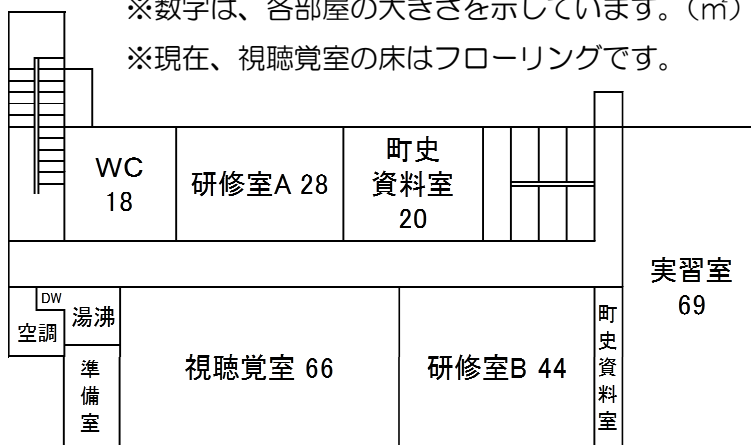 ※数字は、各部屋の大きさを示しています。（㎡）
※現在、視聴覚室の床はフローリングです。
WC
18
研修室A 28
町史
資料室
20
実習室
69
DW
空調
湯沸
準
備
室
視聴覚室 66
研修室B 44
町
史
資
料
室